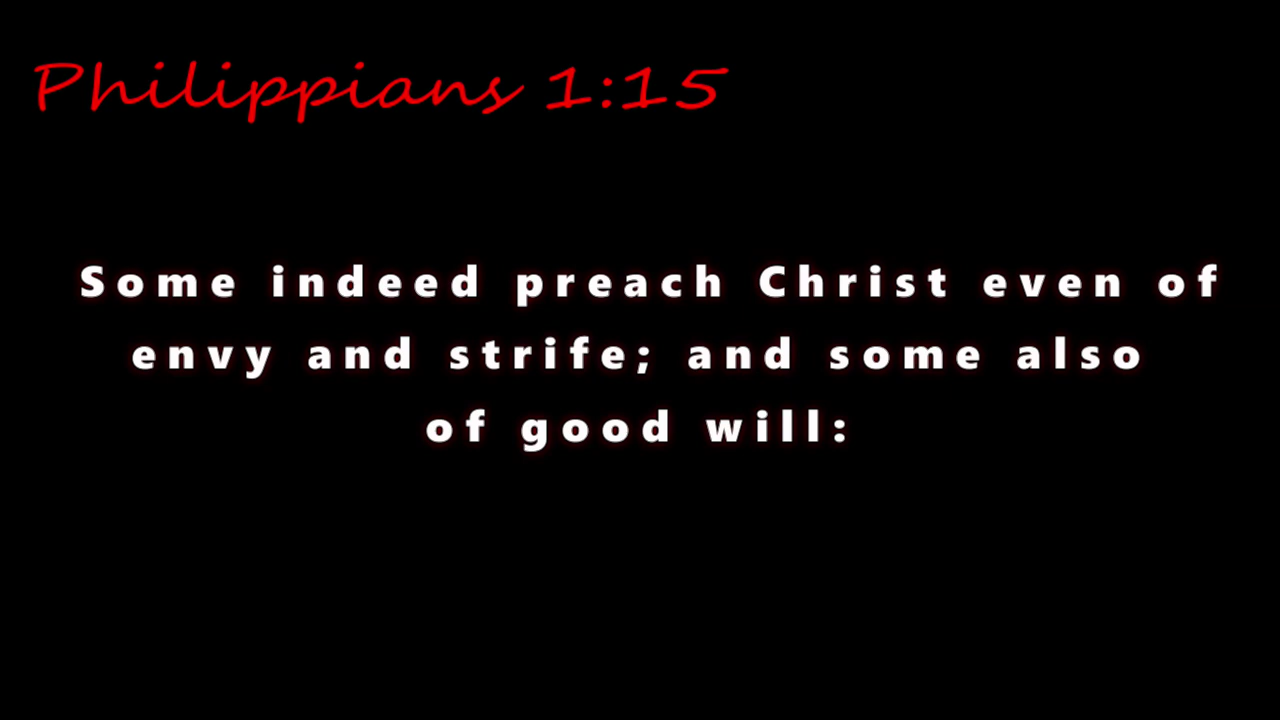 Philippians 1:15
Some indeed preach Christ even of
envy and strife; and some also
of good will: